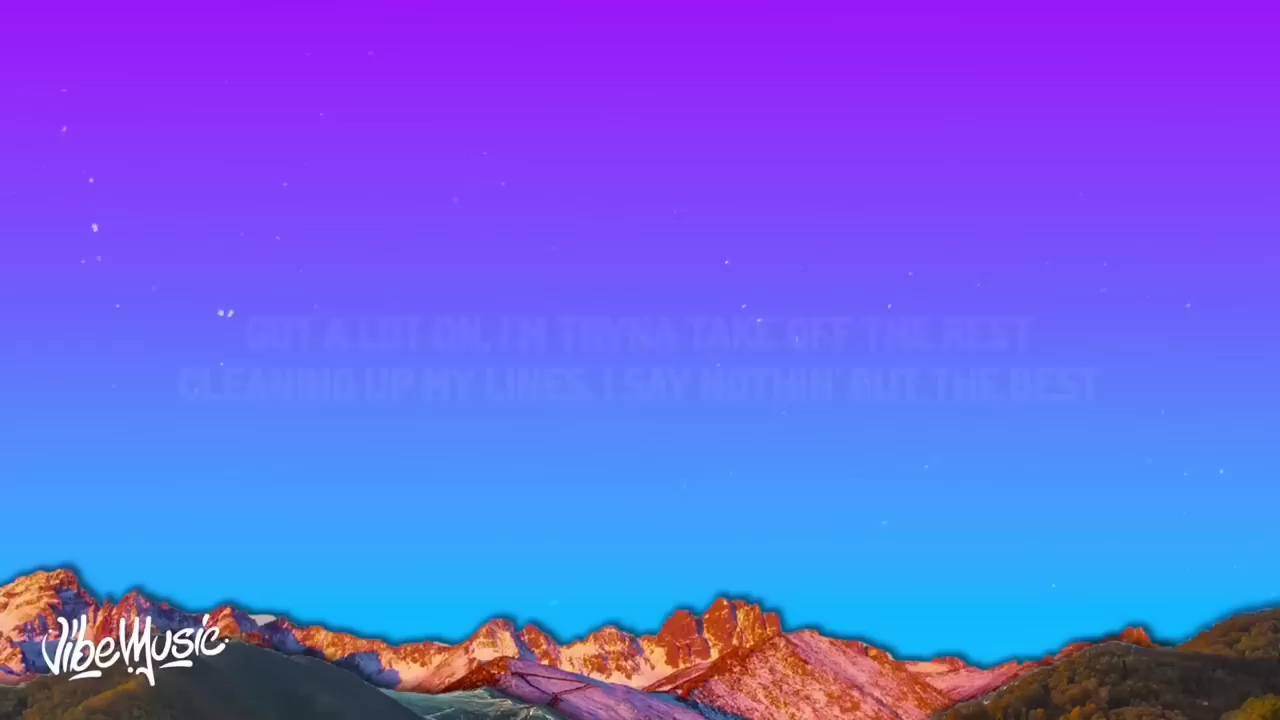 GOT A LOT ON, I'M TRYNA TAKE OFF THE REST
CLEANING UP MY LINES, I SAY NOTHIN' BUT THE BEST
VibeMusic